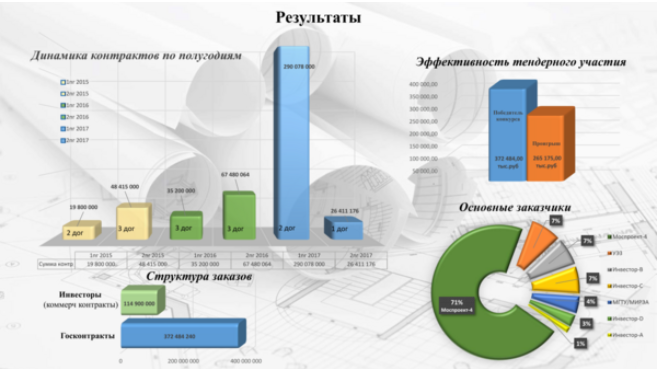 Результаты
Динамика контрактов по полугодиям
1пг 2015
2пг 2015
1пг 2016
2пг 2016
1пг 2017
2пг 2017
19 800 000
48 415 000
35 200 000
67 480 064
290 078 000
26 411 176
2 дог
3 дог
3 дог
3 дог
2 дог
1 дог
1пг 2015 2пг 2015 1пг 2016 2пг 2016 1пг 2017 2пг 2017
Сумма контр 19 800 000 48 415 000 35 200 000 67 480 064 290 078 000 26 411 176
Эффективность тендерного участия
400 000,00
350 000,00
300 000,00
250 000,00
200 000,00
150 000,00
100 000,00
50 000,00
Победитель
конкурса
372 484,00
тыс.руб
Проиграно
тыс.руб
Структура заказов
Инвесторы
(коммерч контракты)
114 900 000
Госконтракты
372 484 240
0 200 000 000 400 000 000
Основные заказчики
7%
7%
7%
4%
3%
1%
71%
Моспроект-4
Моспроект-4
УЭЗ
Инвестор-B
Инвестор-C
МГТУ/МИРЭА
Инвестор-D
Инвестор-A